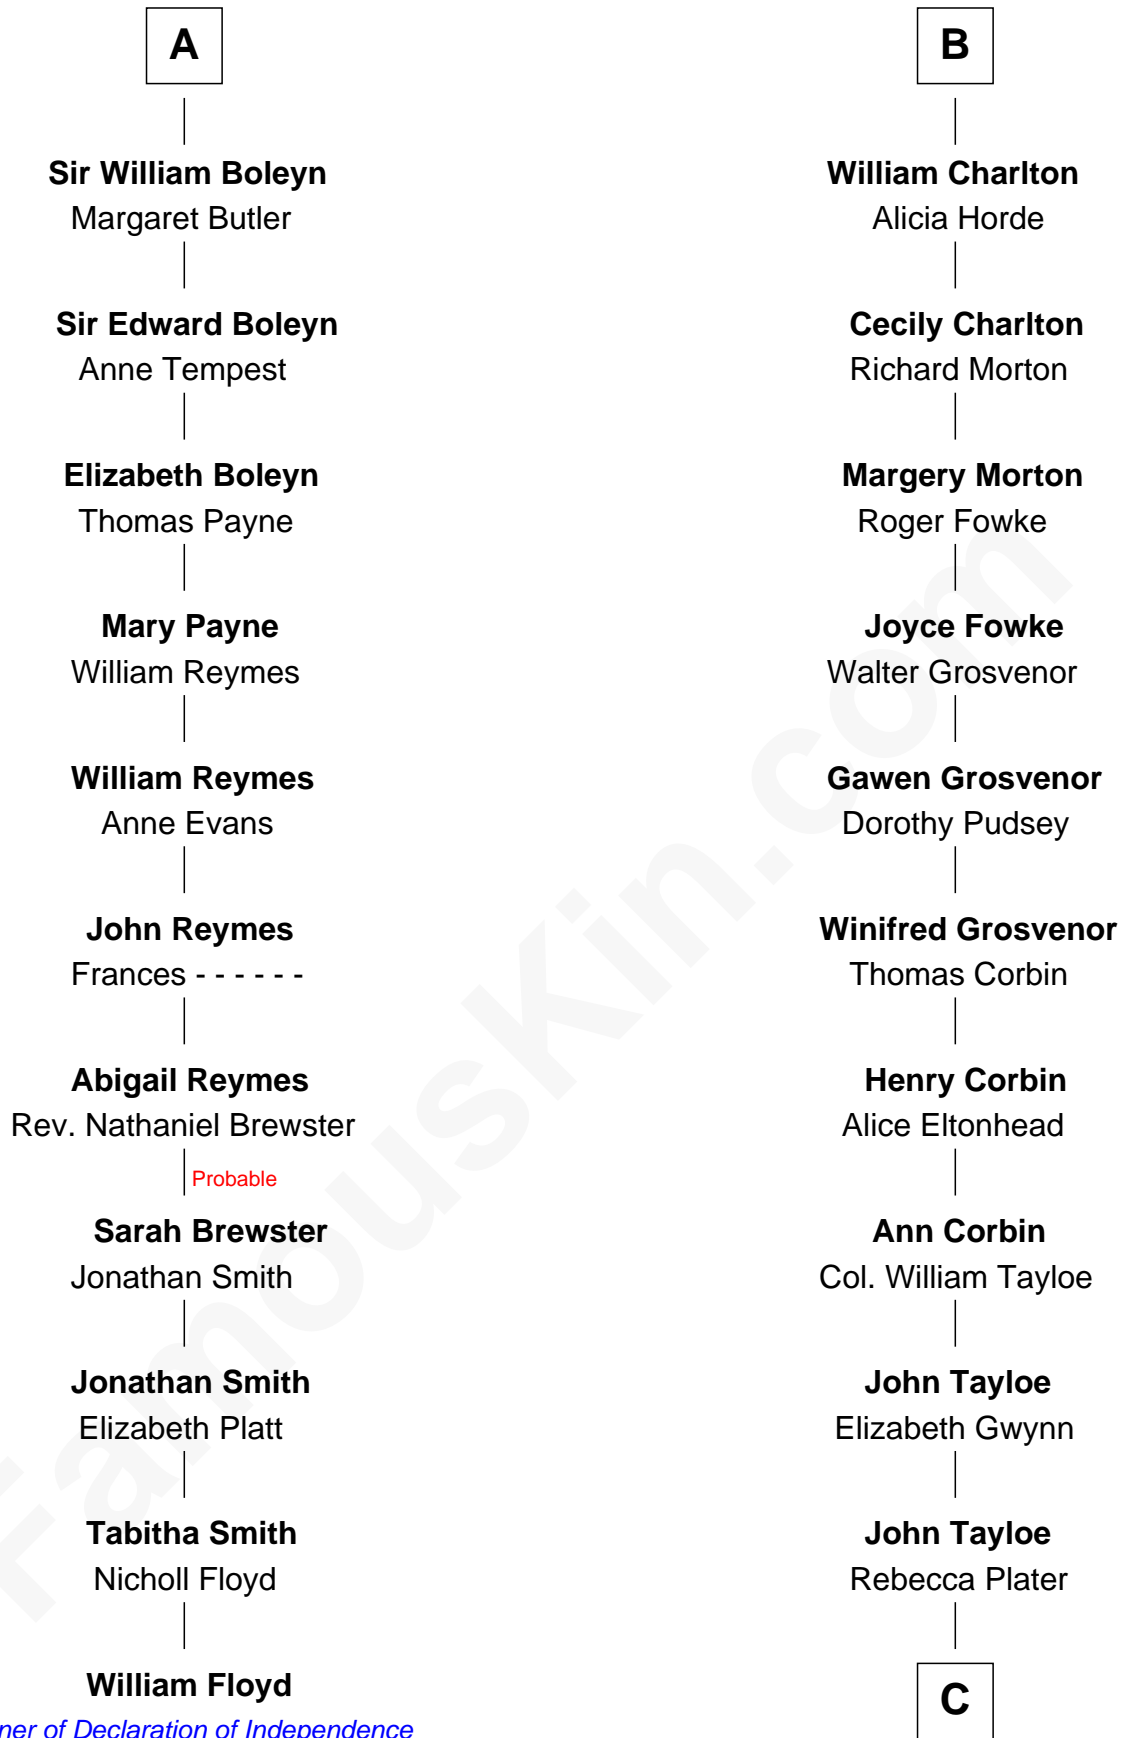 A
Sir William Boleyn
Margaret Butler
Sir Edward Boleyn
Anne Tempest
Elizabeth Boleyn
Thomas Payne
Mary Payne
William Reymes
William Reymes
Anne Evans
John Reymes
Frances - - - - - -
Abigail Reymes
Rev. Nathaniel Brewster
Probable
Sarah Brewster
Jonathan Smith
Jonathan Smith
Elizabeth Platt
Tabitha Smith
Nicholl Floyd
William Floyd
ner of Declaration of Independence
B
William Charlton
Alicia Horde
Cecily Charlton
Richard Morton
Margery Morton
Roger Fowke
Joyce Fowke
Walter Grosvenor
Gawen Grosvenor
Dorothy Pudsey
Winifred Grosvenor
Thomas Corbin
Henry Corbin
Alice Eltonhead
Ann Corbin
Col. William Tayloe
John Tayloe
Elizabeth Gwynn
John Tayloe
Rebecca Plater
C
FamousKin.com